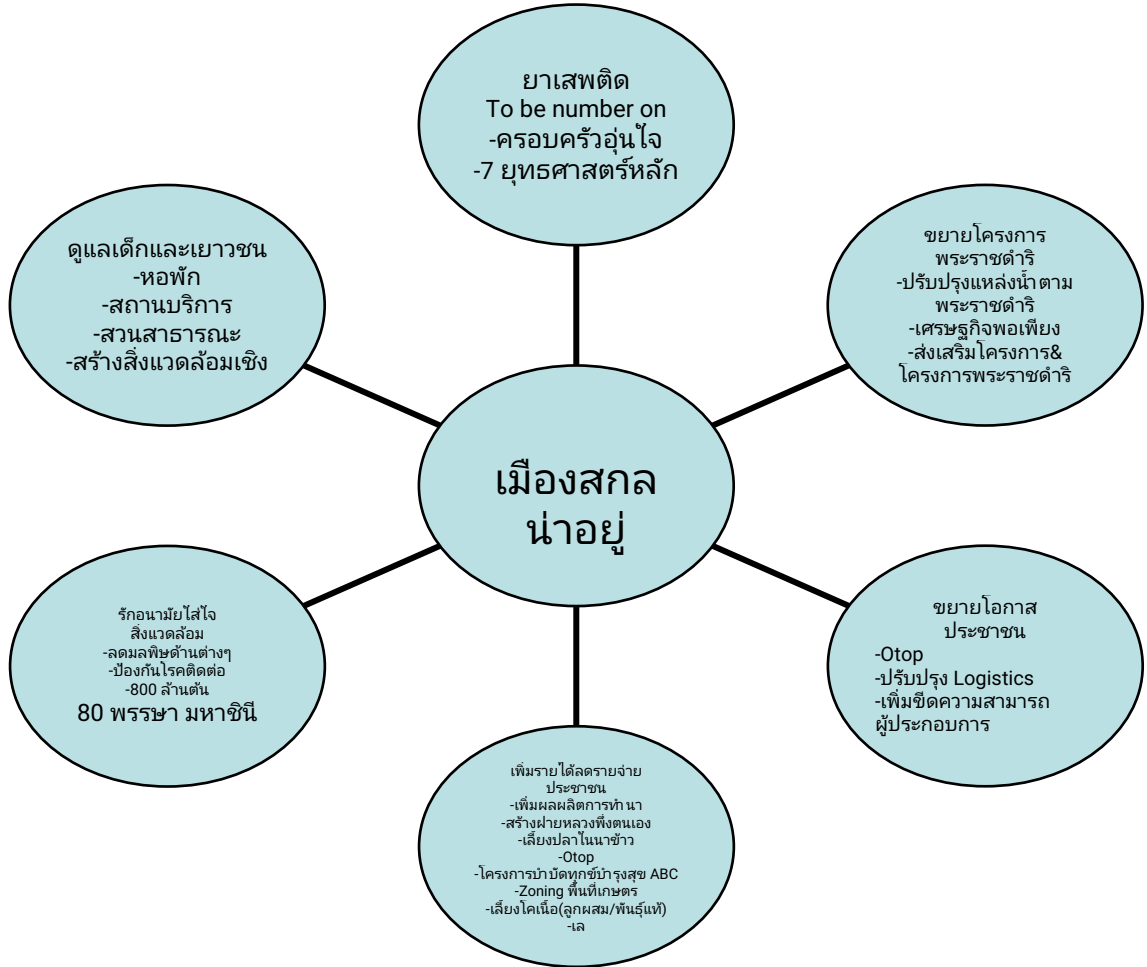 ยาเสพติด
To be number on
-ครอบครัวอุ่นใจ
-7 ยุทธศาสตร์หลัก
ดูแลเด็กและเยาวชน
-หอพัก
-สถานบริการ
-สวนสาธารณะ
-สร้างสิ่งแวดล้อมเชิง
ขยายโครงการ
พระราชดำริ
-ปรับปรุงแหล่งน้ำตาม
พระราชดำริ
-เศรษฐกิจพอเพียง
-ส่งเสริมโครงการ&
โครงการพระราชดำริ
เมืองสกล
น่าอยู่
รักอนามัยใส่ใจ
สิ่งแวดล้อม
-ลดมลพิษด้านต่างๆ
-ป้องกันโรคติดต่อ
-800 ล้านต้น
80 พรรษา มหาชินี
ขยายโอกาส
ประชาชน
-Otop
-ปรับปรุง Logistics
-เพิ่มขีดความสามารถ
ผู้ประกอบการ
เพิ่มรายได้ลดรายจ่าย
ประชาชน
-เพิ่มผลผลิตการทำนา
-สร้างฝายหลวงพึ่งตนเอง
-เลี้ยงปลาในนาข้าว
-Otop
-โครงการบำบัดทุกข์บำรุงสุข ABC
-Zoning พื้นที่เกษตร
-เลี้ยงโคเนื้อ(ลูกผสม/พันธุ์แท้)
-เล